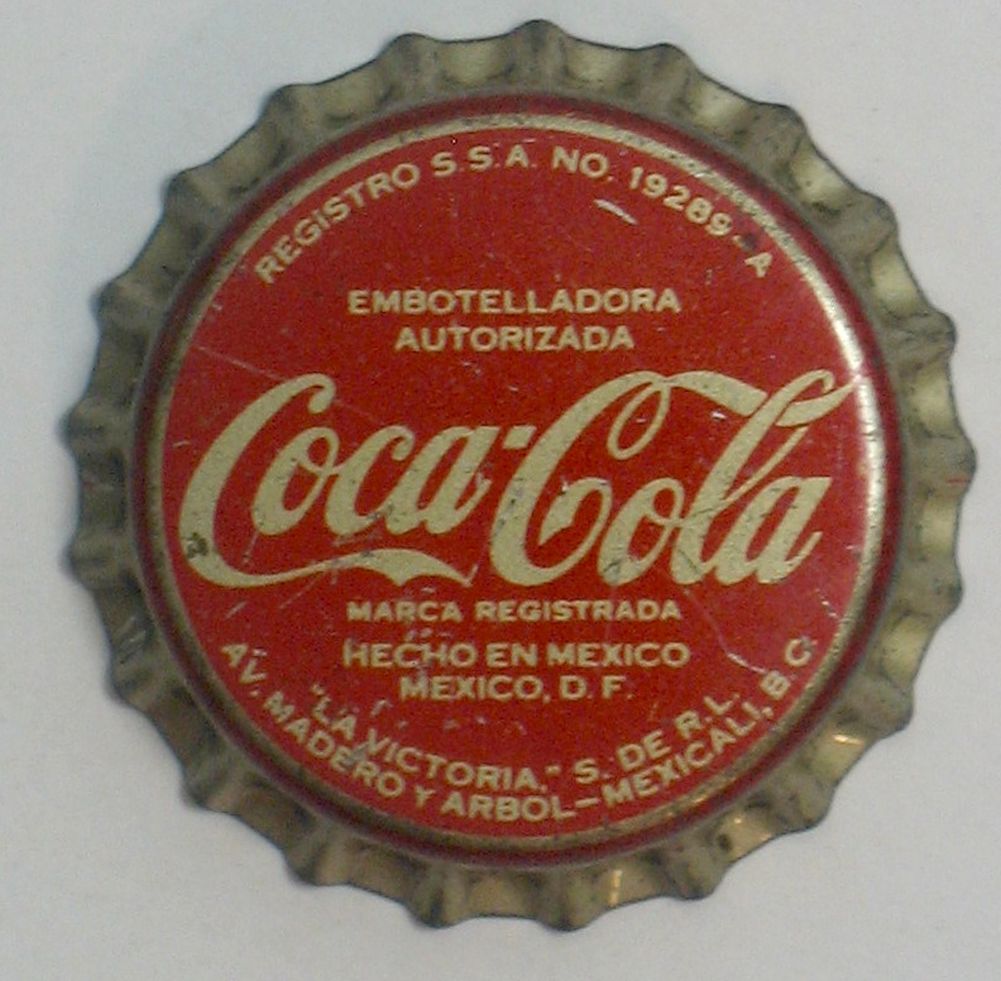 REGISTRO S.S.A. NO. 19289-A
EMBOTELLADORA
AUTORIZADA
Coca-Cola
MARCA REGISTRADA
HECHO EN MEXICO
MEXICO, D. F.
"LA VICTORIA," S. DE R.L.
AV. MADERO Y ARBOL-MEXICALI, B.C.